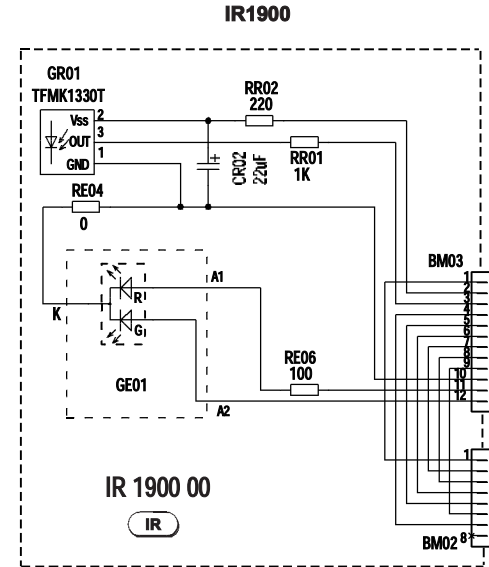 IR1900
GR01
TFMK1330T
Vss 2
OUT 3
GND 1
RR02
220
RR01
1K
CR02
22uF
RE04
0
BM03
1
2
3
4
5
6
7
8
9
10
11
12
A1
R
K
G
GE01
RE06
100
A2
IR 1900 00
IR
1
BM02 8